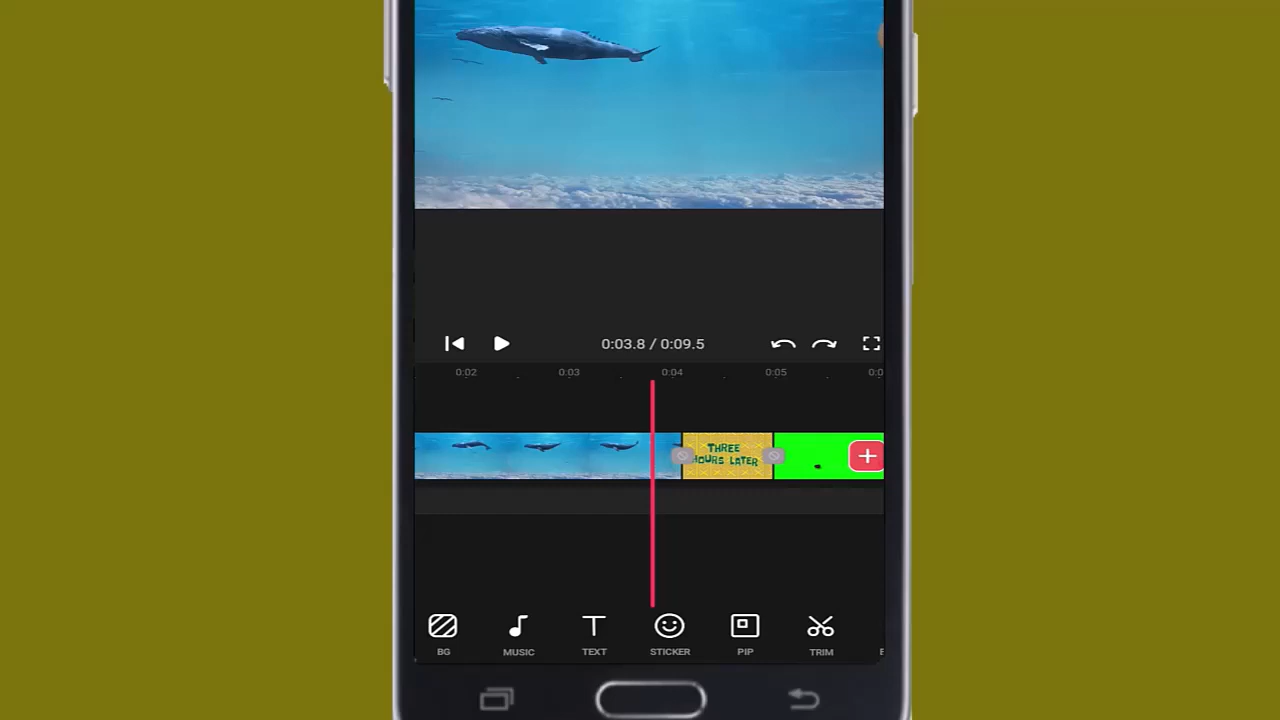 0:03.8 / 0:09.5
0:02 0:03 0:04 0:05
THREE
HOURS LATER
BG MUSIC TEXT STICKER PIP TRIM